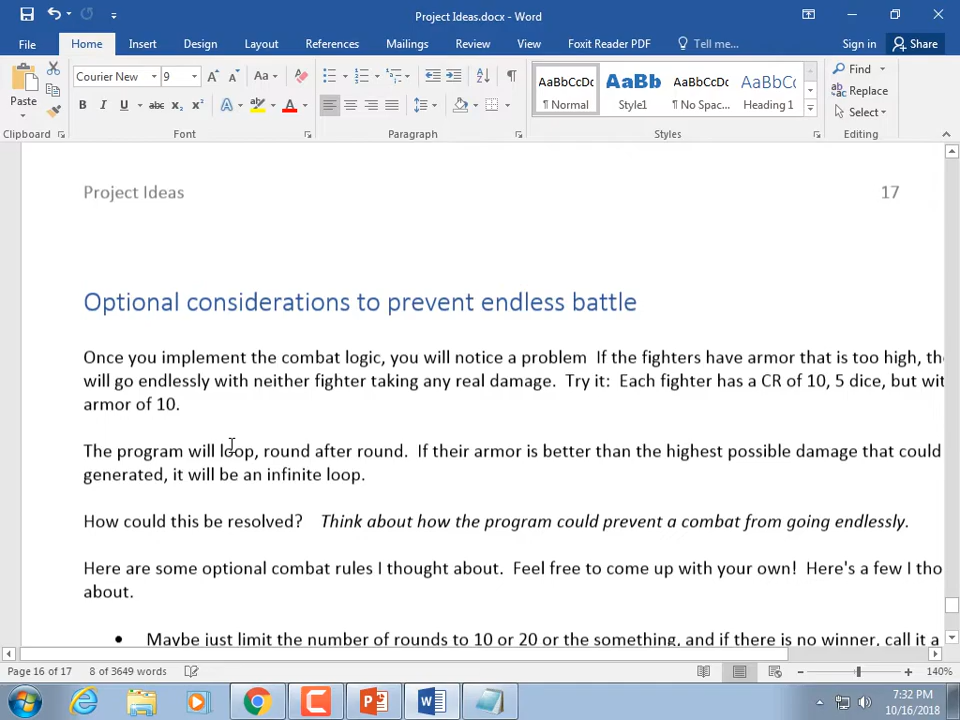 Project Ideas.docx - Word
File Home Insert Design Layout References Mailings Review View Foxit Reader PDF Tell me... Sign in Share
Courier New 9 Aa
Paste
B I U abc x₂ x² A A
AaBbCcDc AaBb AaBbCcDc AaBbCc
¶ Normal Style1 ¶ No Spac... Heading 1
Find
Replace
Select
Clipboard Font Paragraph Styles Editing
Project Ideas 17
Optional considerations to prevent endless battle
Once you implement the combat logic, you will notice a problem If the fighters have armor that is too high, the
will go endlessly with neither fighter taking any real damage. Try it: Each fighter has a CR of 10, 5 dice, but wit
armor of 10.
The program will loop, round after round. If their armor is better than the highest possible damage that could
generated, it will be an infinite loop.
How could this be resolved? Think about how the program could prevent a combat from going endlessly.
Here are some optional combat rules I thought about. Feel free to come up with your own! Here's a few I tho
about.
• Maybe just limit the number of rounds to 10 or 20 or the something, and if there is no winner, call it a
Page 16 of 17 8 of 3649 words 140%
7:32 PM
10/16/2018